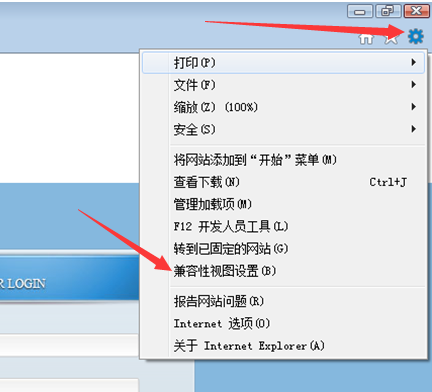 打印(P)
文件(F)
缩放(Z) (100%)
安全(S)
将网站添加到“开始”菜单(M)
查看下载(N) Ctrl+J
管理加载项(M)
F12 开发人员工具(L)
转到已固定的网站(G)
兼容性视图设置(B)
R LOGIN
报告网站问题(R)
Internet 选项(O)
关于 Internet Explorer(A)